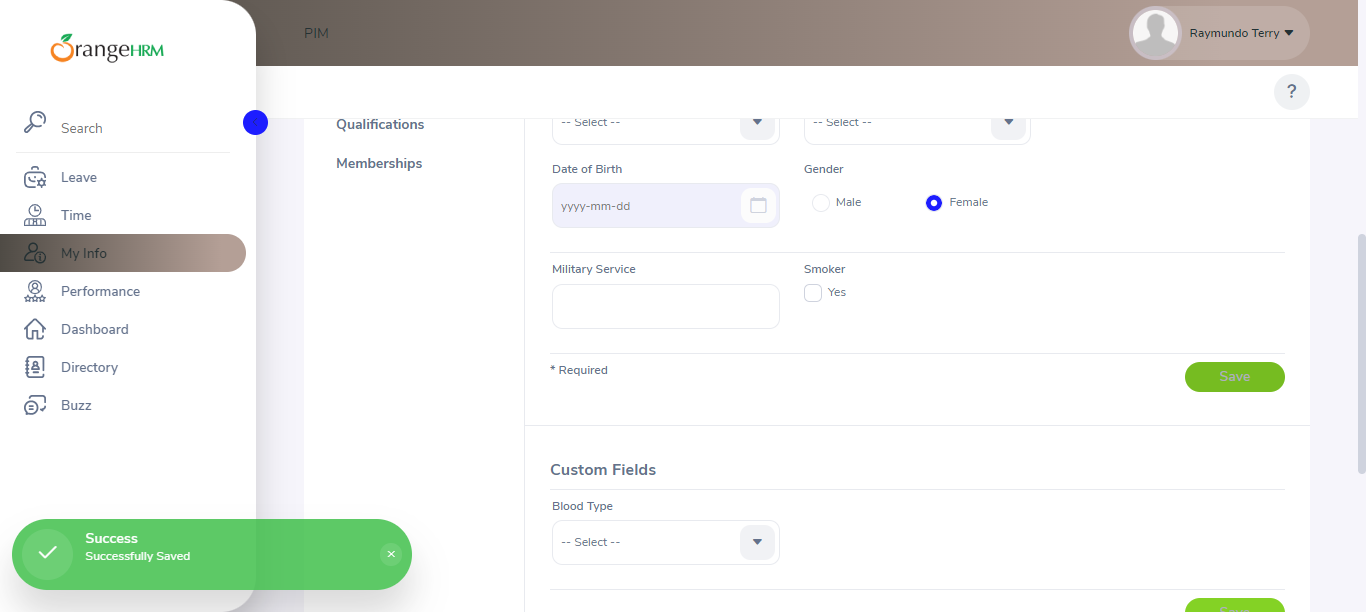 OrangeHRM
PIM
Raymundo Terry
?
Search
Leave
Time
My Info
Performance
Dashboard
Directory
Buzz
Qualifications
Memberships
-- Select --
-- Select --
Date of Birth
Gender
yyyy-mm-dd
Male
Female
Military Service
Smoker
Yes
* Required
Save
Custom Fields
Blood Type
-- Select --
Save
Success
Successfully Saved